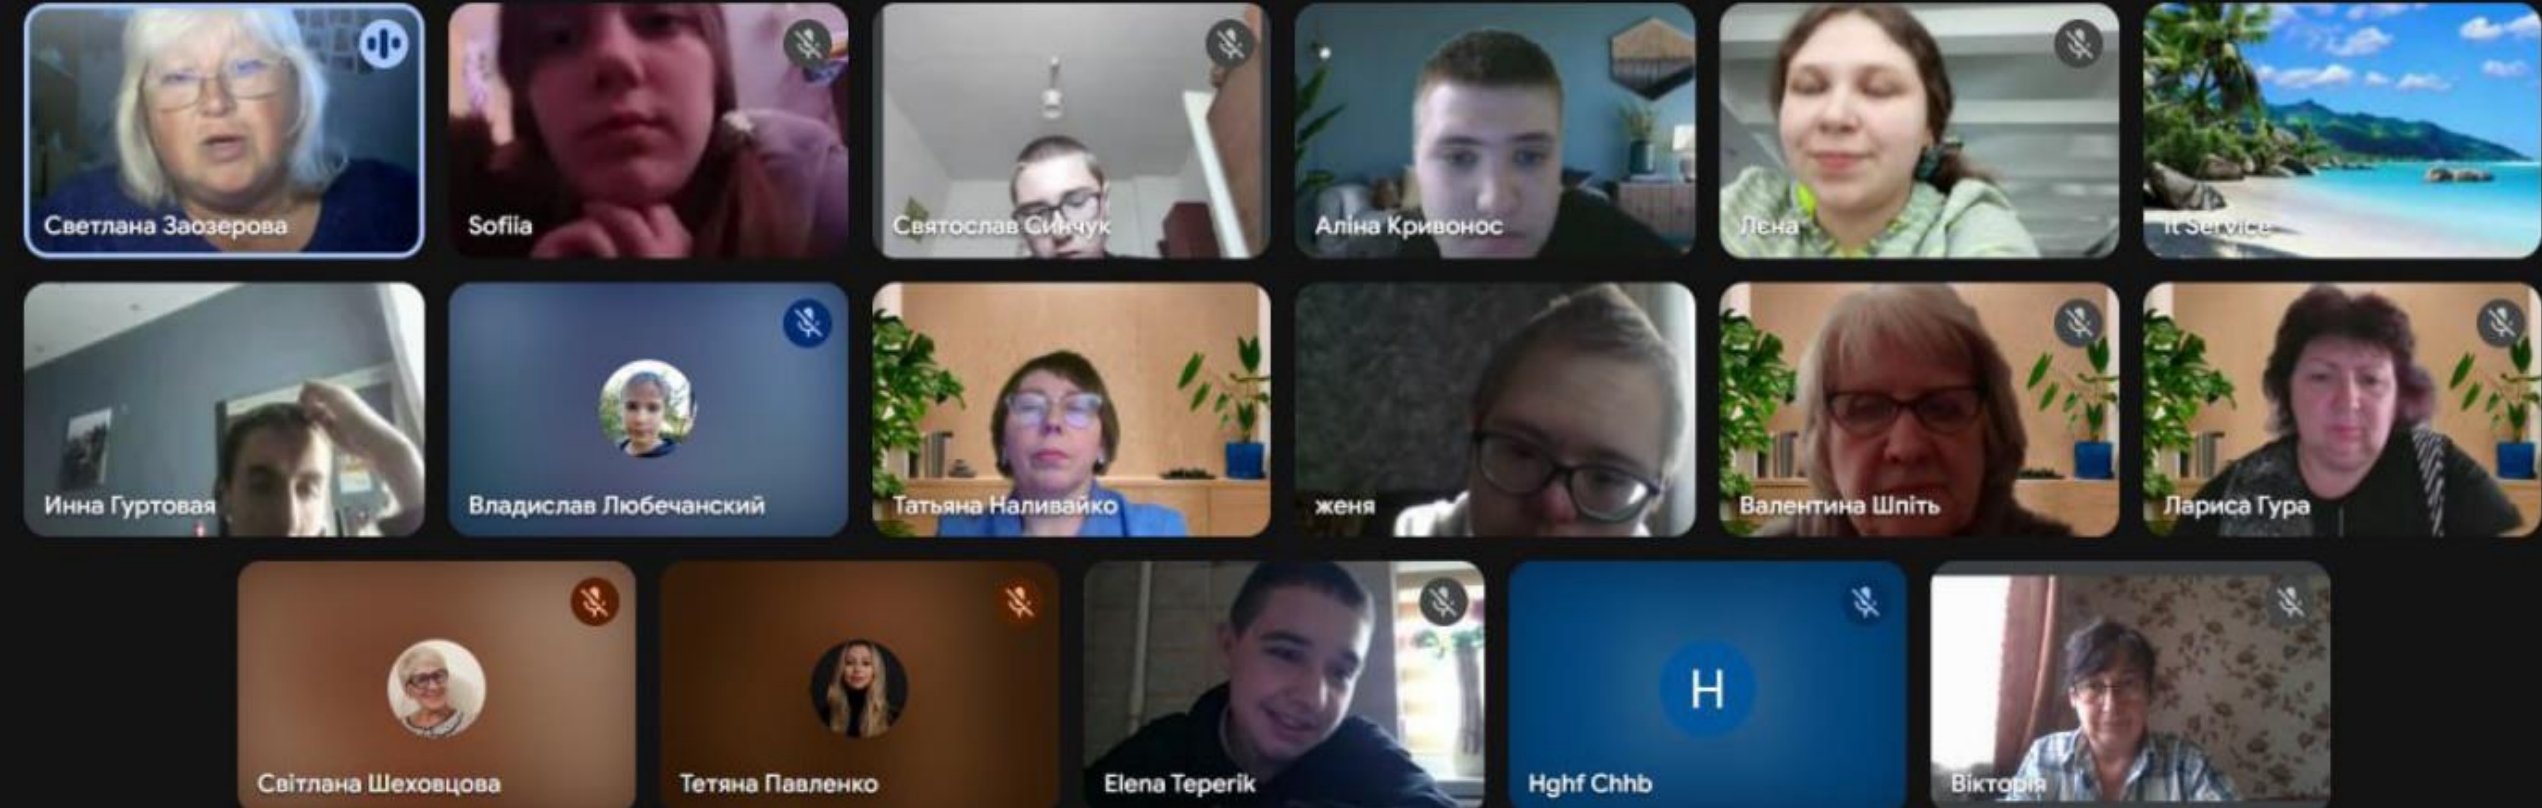 Светлана Заозерова
Sofiia
Святослав Синчук
Аліна Кривонос
Лєна
It Service
Инна Гуртовая
Владислав Любечанский
Татьяна Наливайко
женя
Валентина Шпіть
Лариса Гура
Світлана Шеховцова
Тетяна Павленко
Elena Teperik
H
Hghf Chhb
Вікторія